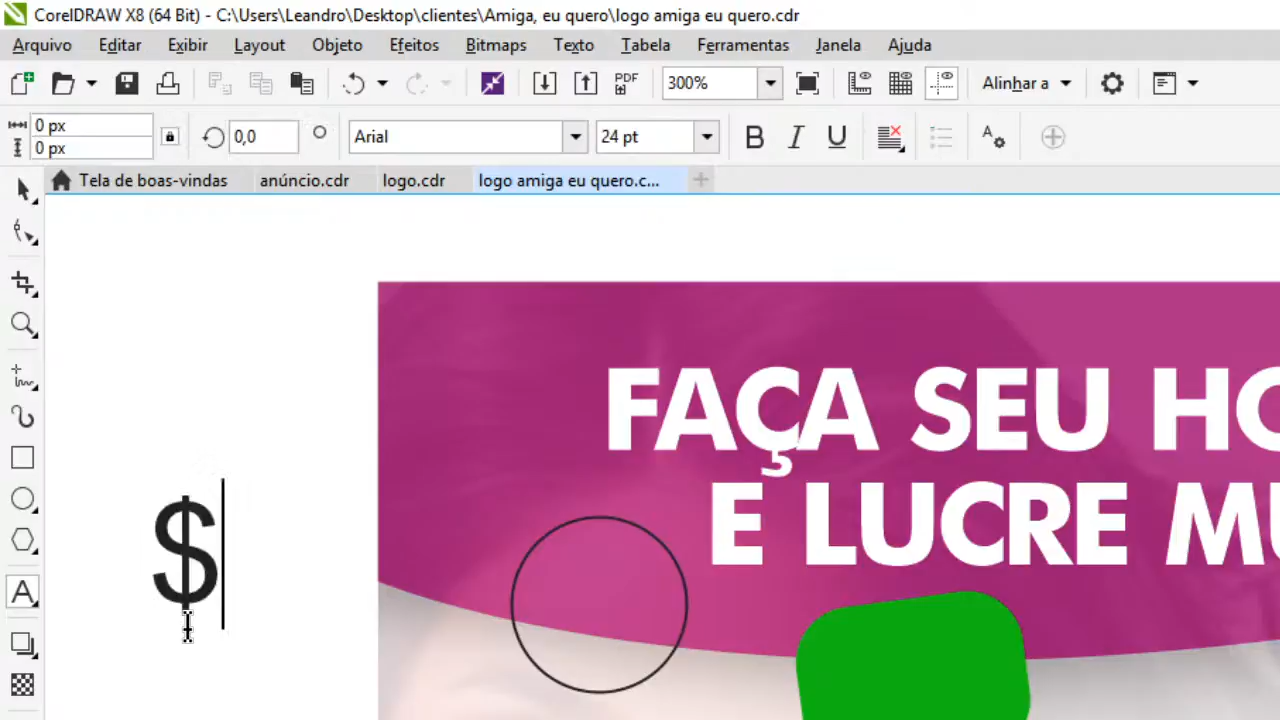 CorelDRAW X8 (64 Bit) - C:\Users\Leandro\Desktop\clientes\Amiga, eu quero\logo amiga eu quero.cdr
Arquivo Editar Exibir Layout Objeto Efeitos Bitmaps Texto Tabela Ferramentas Janela Ajuda
PDF 300% Alinhar a
0 px
0 px
0,0 Arial 24 pt B I U
Tela de boas-vindas anúncio.cdr logo.cdr logo amiga eu quero.c...
FAÇA SEU HO
E LUCRE MU
$
A